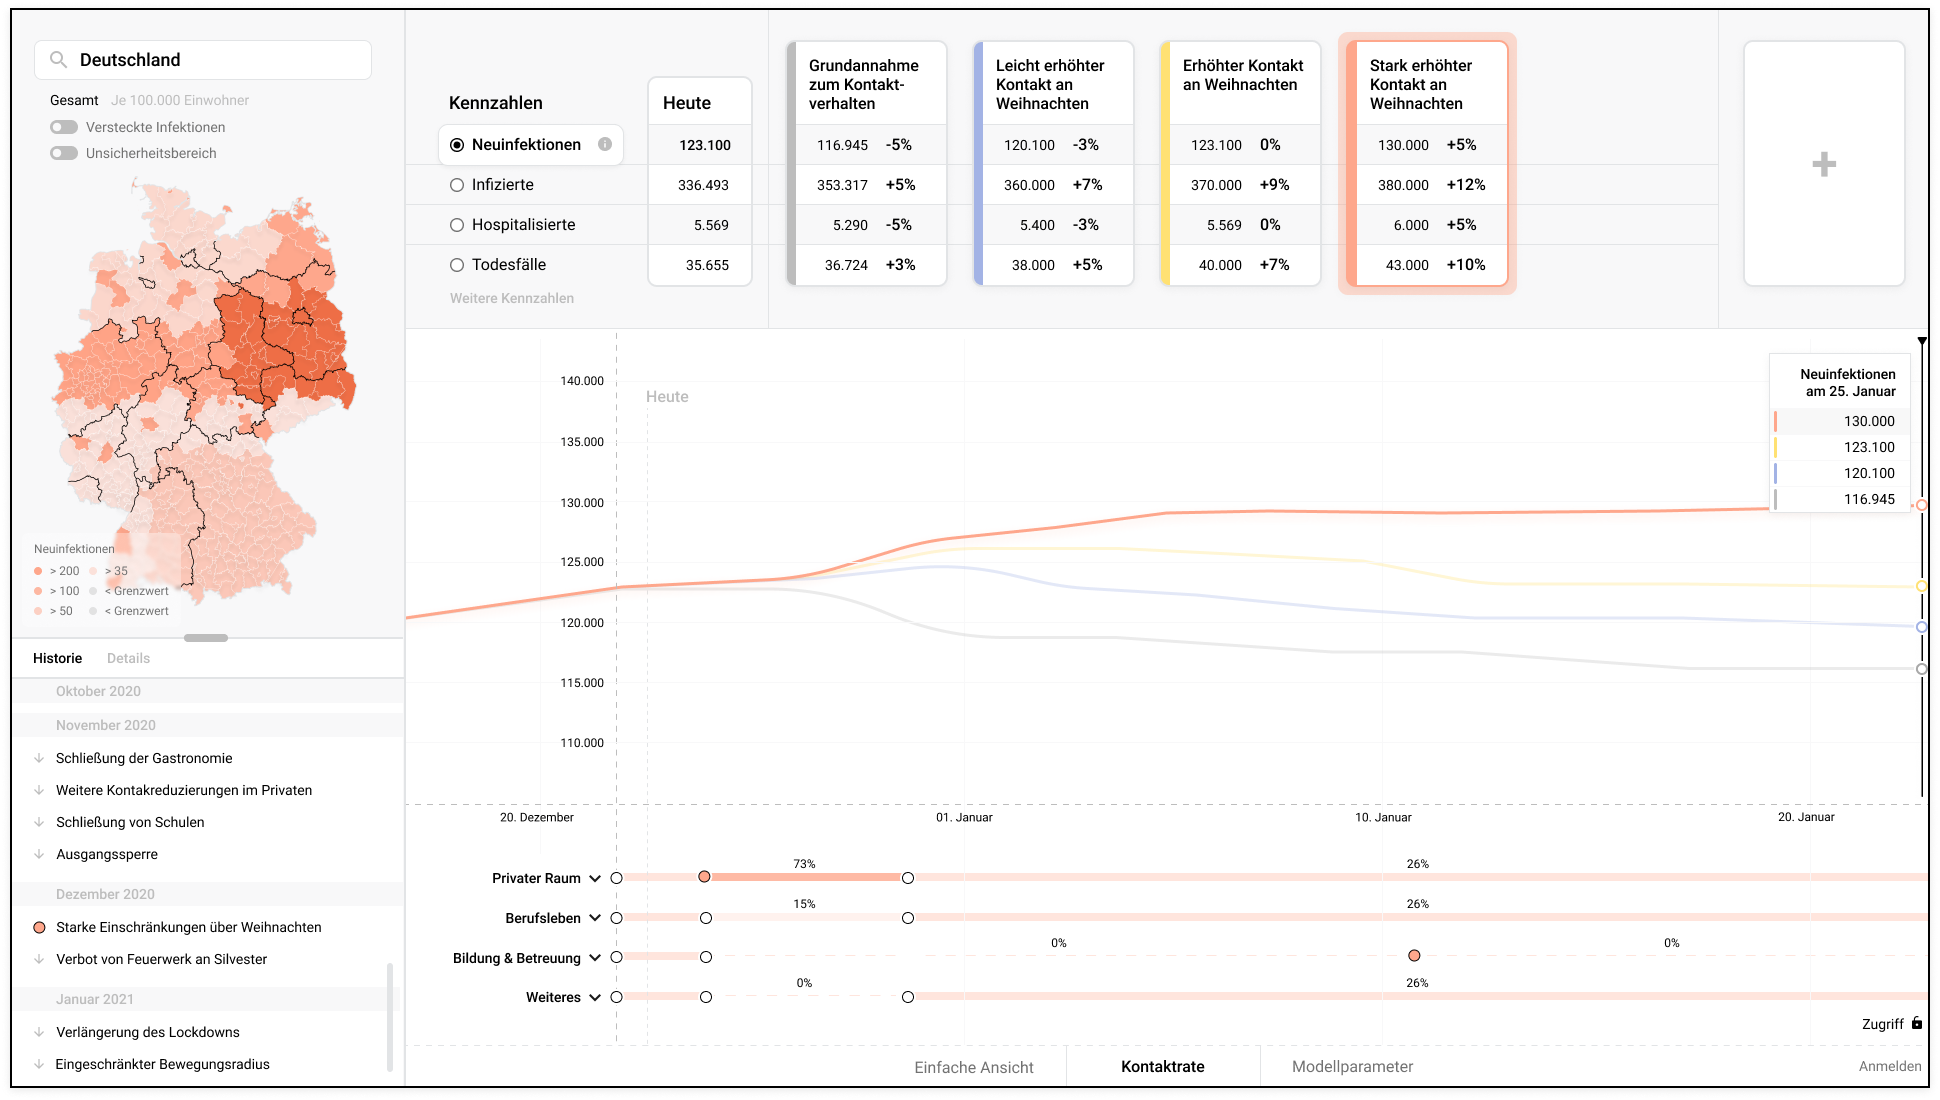 Deutschland
Gesamt Je 100.000 Einwohner
Versteckte Infektionen
Unsicherheitsbereich
Neuinfektionen
> 200 > 35
> 100 < Grenzwert
> 50 < Grenzwert
Historie Details
Oktober 2020
November 2020
Schließung der Gastronomie
Weitere Kontakreduzierungen im Privaten
Schließung von Schulen
Ausgangssperre
Dezember 2020
Starke Einschränkungen über Weihnachten
Verbot von Feuerwerk an Silvester
Januar 2021
Verlängerung des Lockdowns
Eingeschränkter Bewegungsradius
Kennzahlen
Neuinfektionen
Infizierte
Hospitalisierte
Todesfälle
Weitere Kennzahlen
Heute
123.100
336.493
5.569
35.655
Grundannahme
zum Kontakt-
verhalten
116.945 -5%
353.317 +5%
5.290 -5%
36.724 +3%
Leicht erhöhter
Kontakt an
Weihnachten
120.100 -3%
360.000 +7%
5.400 -3%
38.000 +5%
Erhöhter Kontakt
an Weihnachten
123.100 0%
370.000 +9%
5.569 0%
40.000 +7%
Stark erhöhter
Kontakt an
Weihnachten
130.000 +5%
380.000 +12%
6.000 +5%
43.000 +10%
140.000
135.000
130.000
125.000
120.000
115.000
110.000
Heute
Neuinfektionen
am 25. Januar
130.000
123.100
120.100
116.945
20. Dezember 01. Januar 10. Januar 20. Januar
73% 26%
Privater Raum
15% 26%
Berufsleben
0% 0%
Bildung & Betreuung
0% 26%
Weiteres
Zugriff
Einfache Ansicht Kontaktrate Modellparameter Anmelden